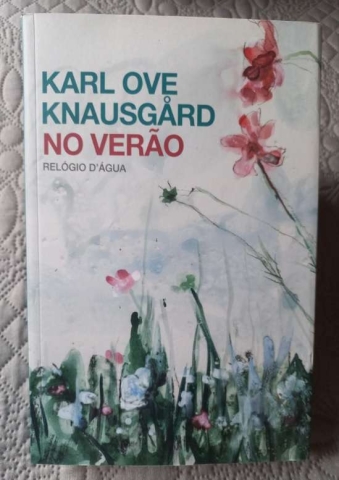 KARL OVE
KNAUSGÅRD
NO VERÃO
RELÓGIO D'ÁGUA